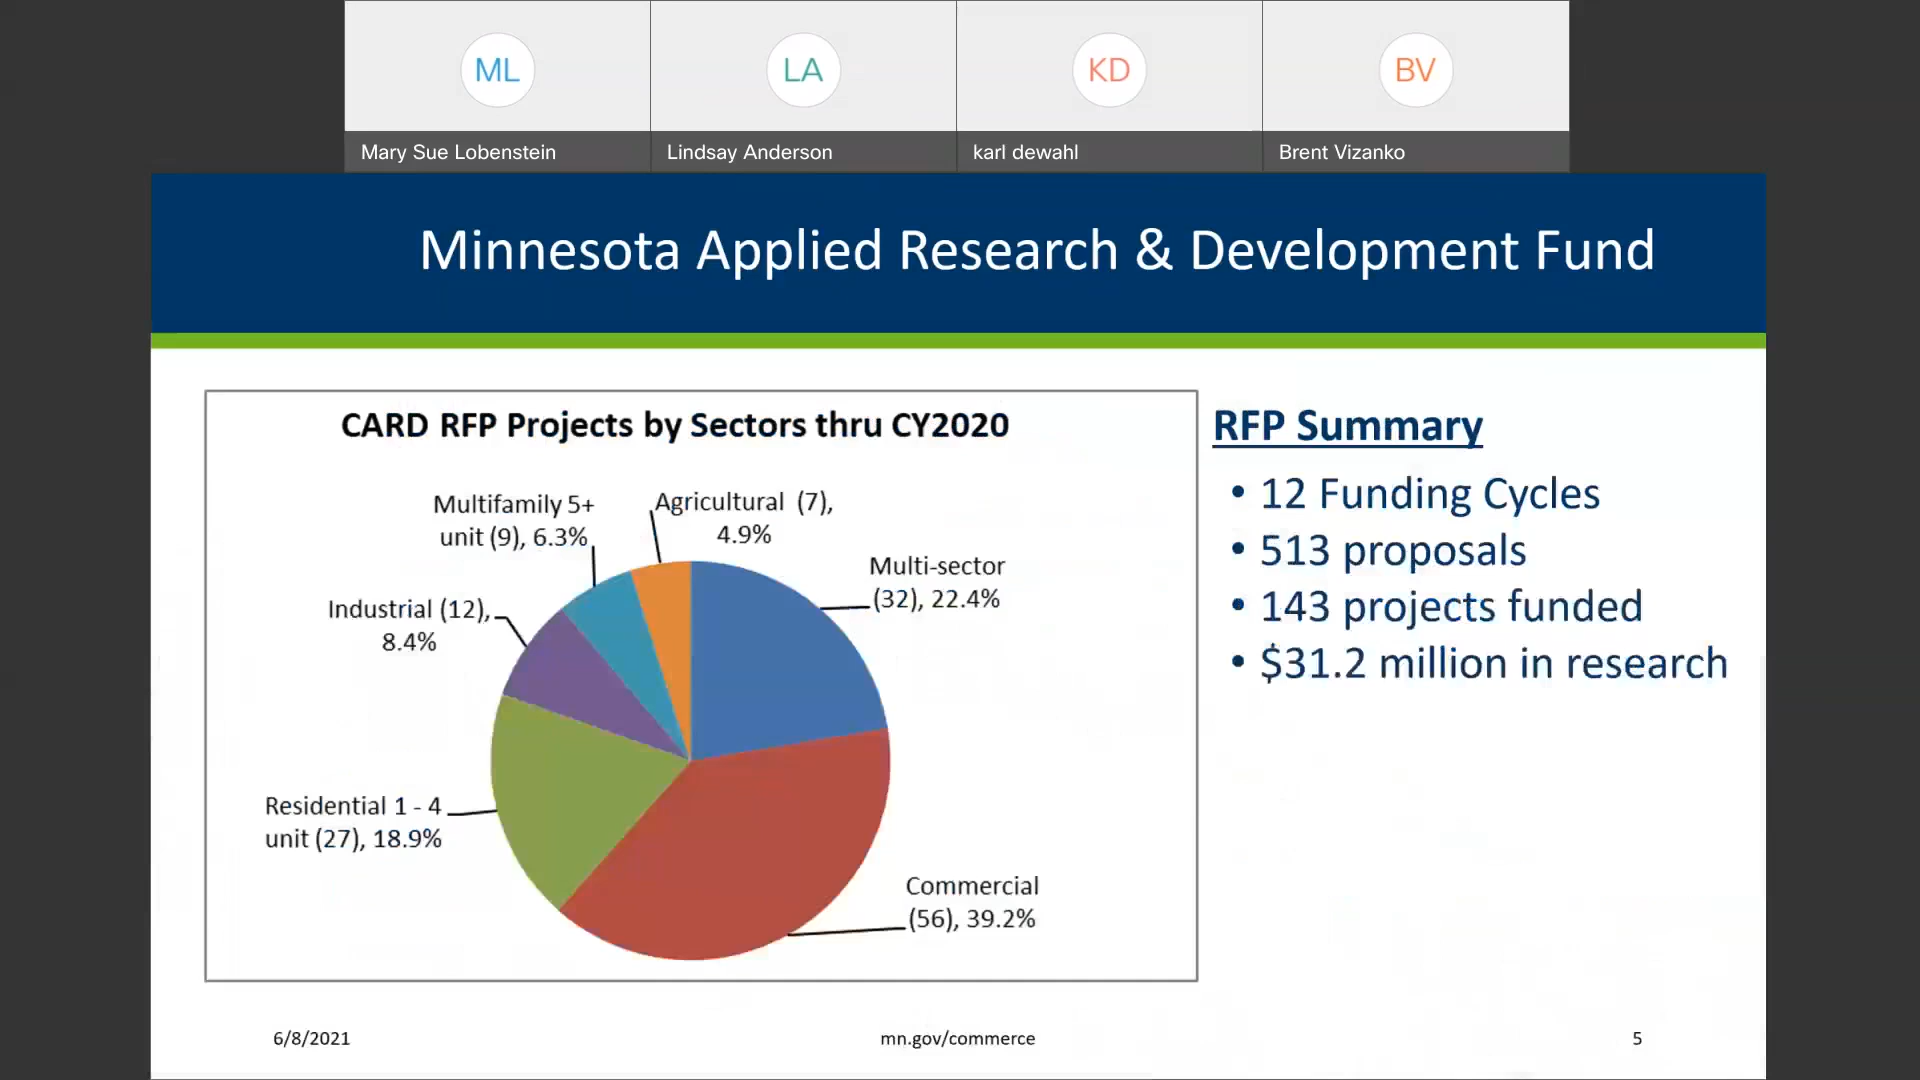 ML
LA
KD
BV
Mary Sue Lobenstein
Lindsay Anderson
karl dewahl
Brent Vizanko
Minnesota Applied Research & Development Fund
CARD RFP Projects by Sectors thru CY2020
Multifamily 5+
unit (9), 6.3%
Agricultural (7),
4.9%
Multi-sector
(32), 22.4%
Industrial (12),
8.4%
Residential 1 - 4
unit (27), 18.9%
Commercial
(56), 39.2%
RFP Summary
• 12 Funding Cycles
• 513 proposals
• 143 projects funded
• $31.2 million in research
6/8/2021
mn.gov/commerce
5